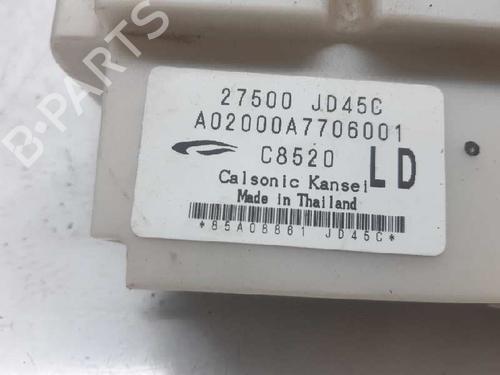 27500 JD45C
A02000A7706001
C8520 LD
Calsonic Kansei
Made in Thailand
*85A08861 JD45C*
B-PARTS